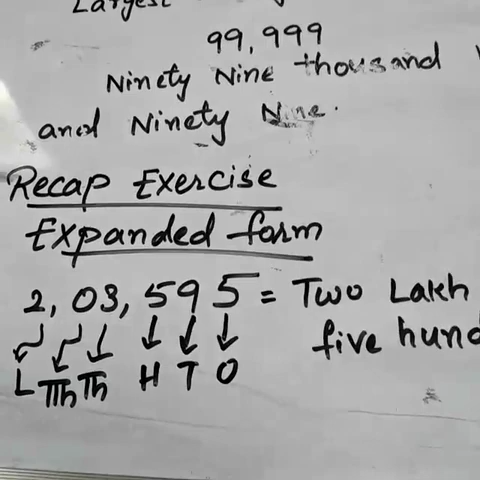 Largest
99,999
Ninety Nine thousand
and Ninety Nine.
Recap Exercise
Expanded form
2,03,595 = Two Lakh
five hund
L TTh Th H T O